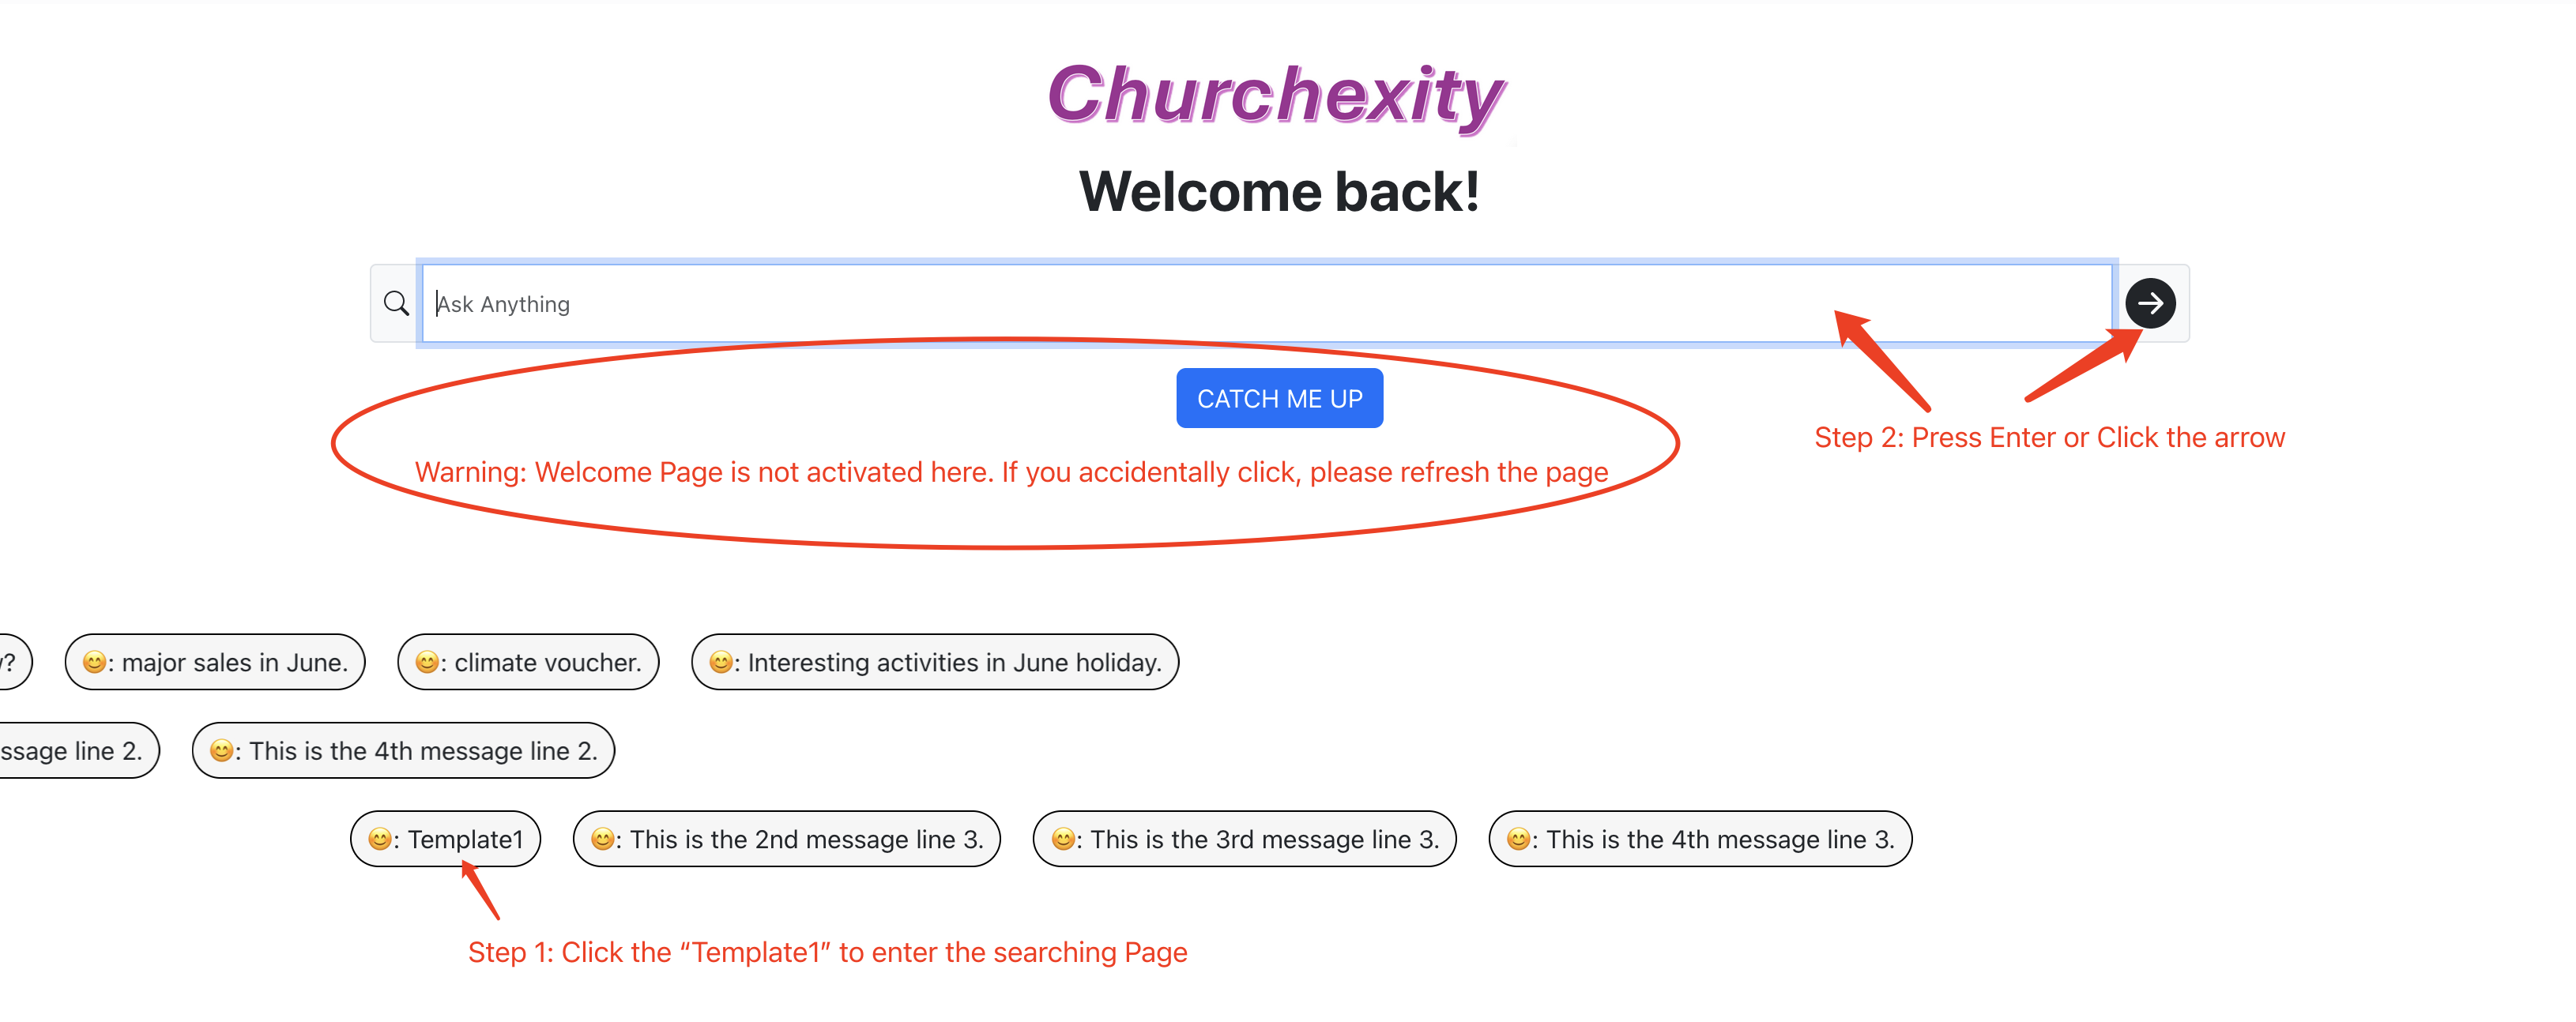 Churchexity
Welcome back!
Ask Anything
CATCH ME UP
Step 2: Press Enter or Click the arrow
Warning: Welcome Page is not activated here. If you accidentally click, please refresh the page
? 😊: major sales in June. 😊: climate voucher. 😊: Interesting activities in June holiday.
ssage line 2. 😊: This is the 4th message line 2.
😊: Template1 😊: This is the 2nd message line 3. 😊: This is the 3rd message line 3. 😊: This is the 4th message line 3.
Step 1: Click the “Template1” to enter the searching Page